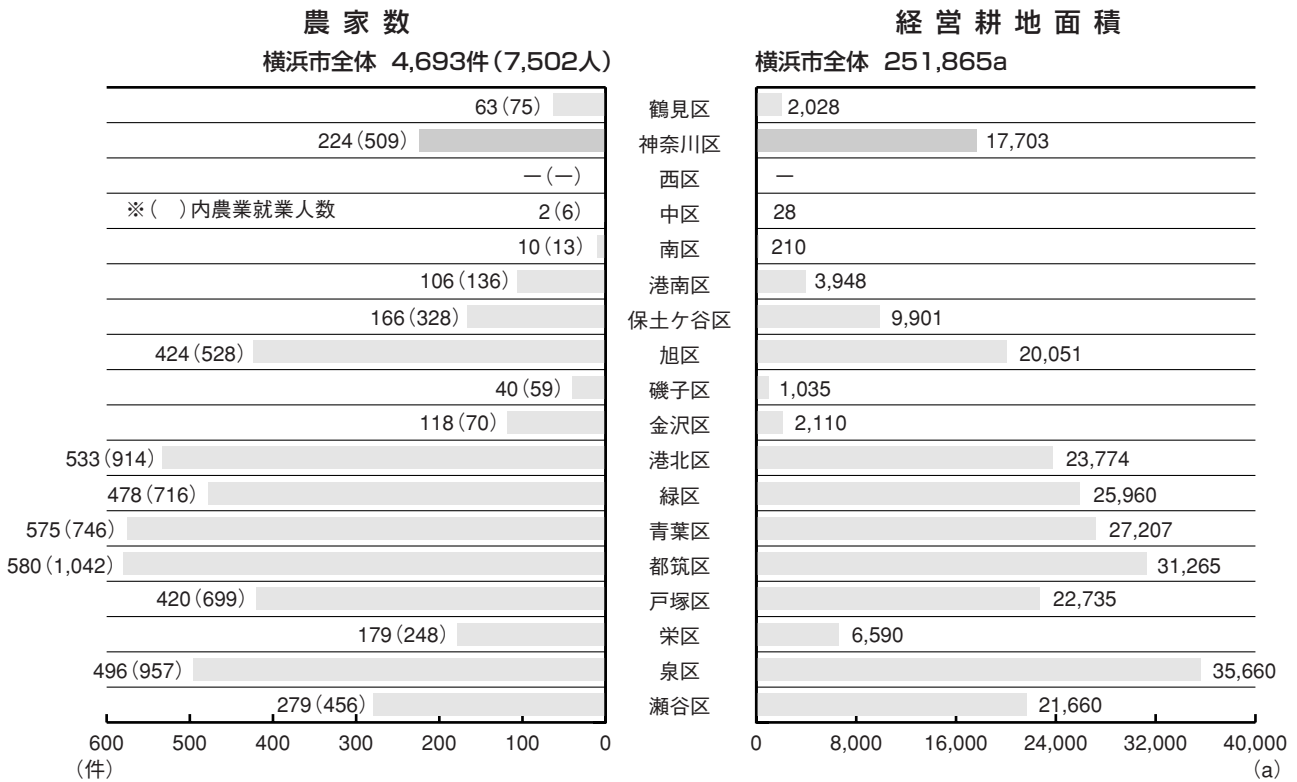 農家数 経営耕地面積
横浜市全体 4,693件(7,502人) 横浜市全体 251,865a
63(75) 鶴見区 2,028
224(509) 神奈川区 17,703
―(―) 西区 ―
※( )内農業就業人数 2(6) 中区 28
10(13) 南区 210
106(136) 港南区 3,948
166(328) 保土ケ谷区 9,901
424(528) 旭区 20,051
40(59) 磯子区 1,035
118(70) 金沢区 2,110
533(914) 港北区 23,774
478(716) 緑区 25,960
575(746) 青葉区 27,207
580(1,042) 都筑区 31,265
420(699) 戸塚区 22,735
179(248) 栄区 6,590
496(957) 泉区 35,660
279(456) 瀬谷区 21,660
600 500 400 300 200 100 0 0 8,000 16,000 24,000 32,000 40,000
(件) (a)